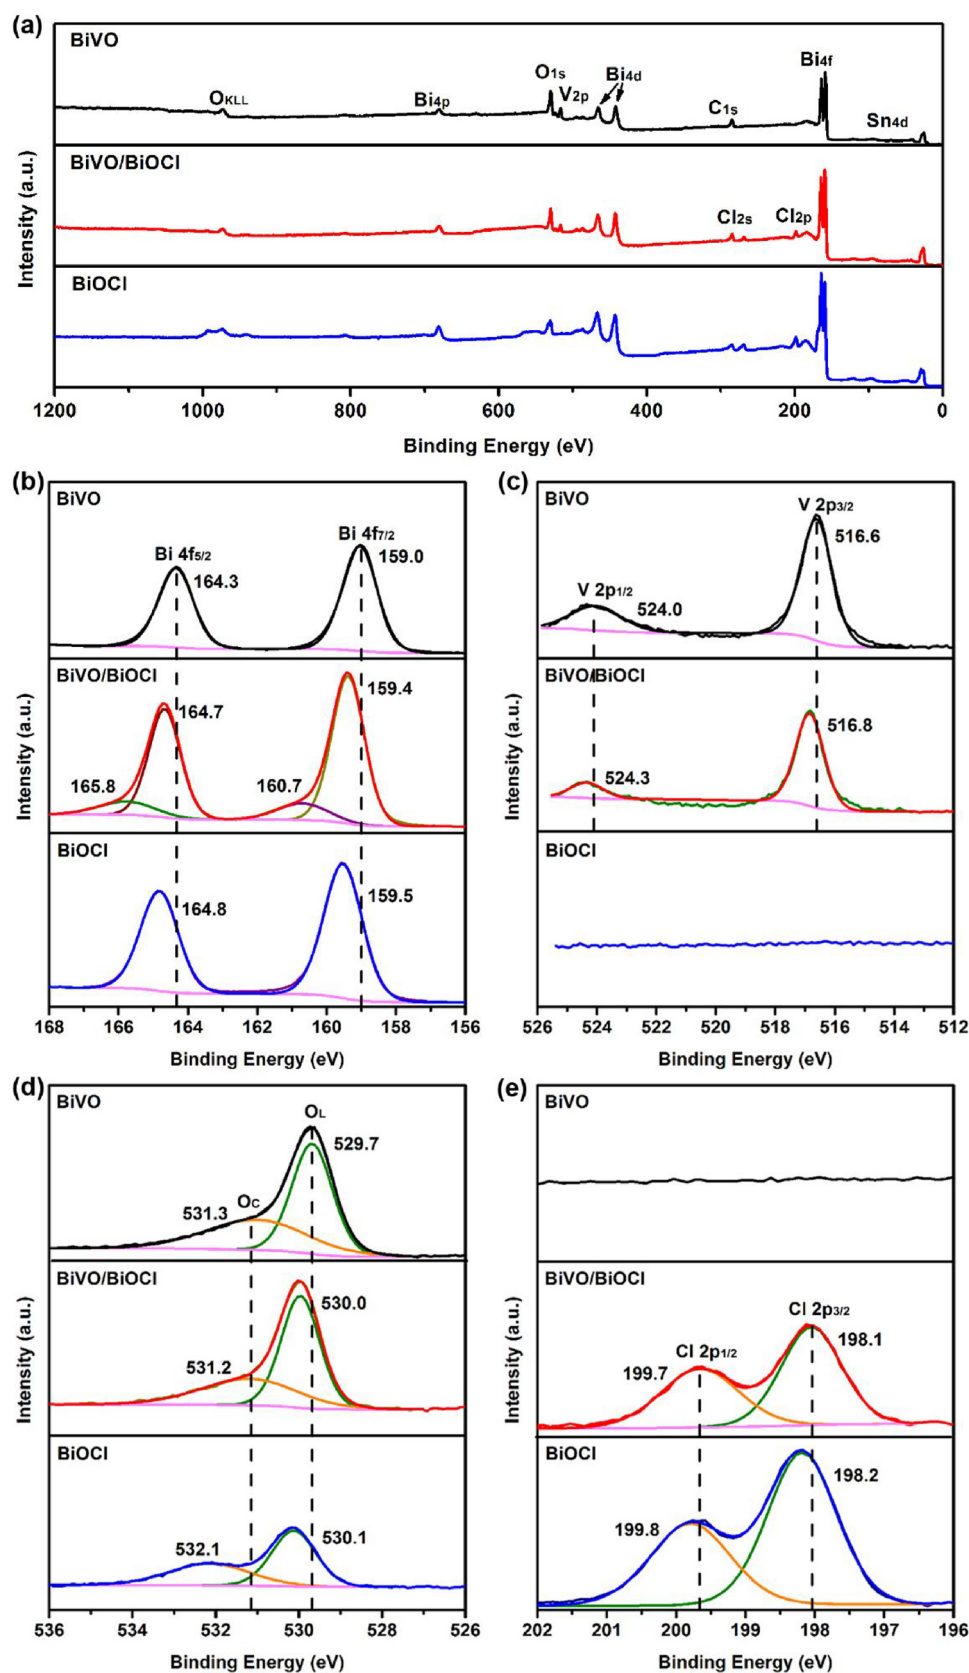 (a)
BiVO
OKLL
Bi4p
O1s
V2p
Bi4d
C1s
Bi4f
Sn4d
BiVO/BiOCl
Cl2s
Cl2p
BiOCl
Intensity (a.u.)
1200 1000 800 600 400 200 0
Binding Energy (eV)
(b)
BiVO
Bi 4f5/2
164.3
Bi 4f7/2
159.0
BiVO/BiOCl
164.7
159.4
165.8
160.7
BiOCl
164.8
159.5
Intensity (a.u.)
168 166 164 162 160 158 156
Binding Energy (eV)
(c)
BiVO
V 2p3/2
516.6
V 2p1/2
524.0
BiVO/BiOCl
516.8
524.3
BiOCl
Intensity (a.u.)
526 524 522 520 518 516 514 512
Binding Energy (eV)
(d)
BiVO
OL
529.7
OC
531.3
BiVO/BiOCl
530.0
531.2
BiOCl
530.1
532.1
Intensity (a.u.)
536 534 532 530 528 526
Binding Energy (eV)
(e)
BiVO
BiVO/BiOCl
Cl 2p3/2
198.1
Cl 2p1/2
199.7
BiOCl
198.2
199.8
Intensity (a.u.)
202 201 200 199 198 197 196
Binding Energy (eV)